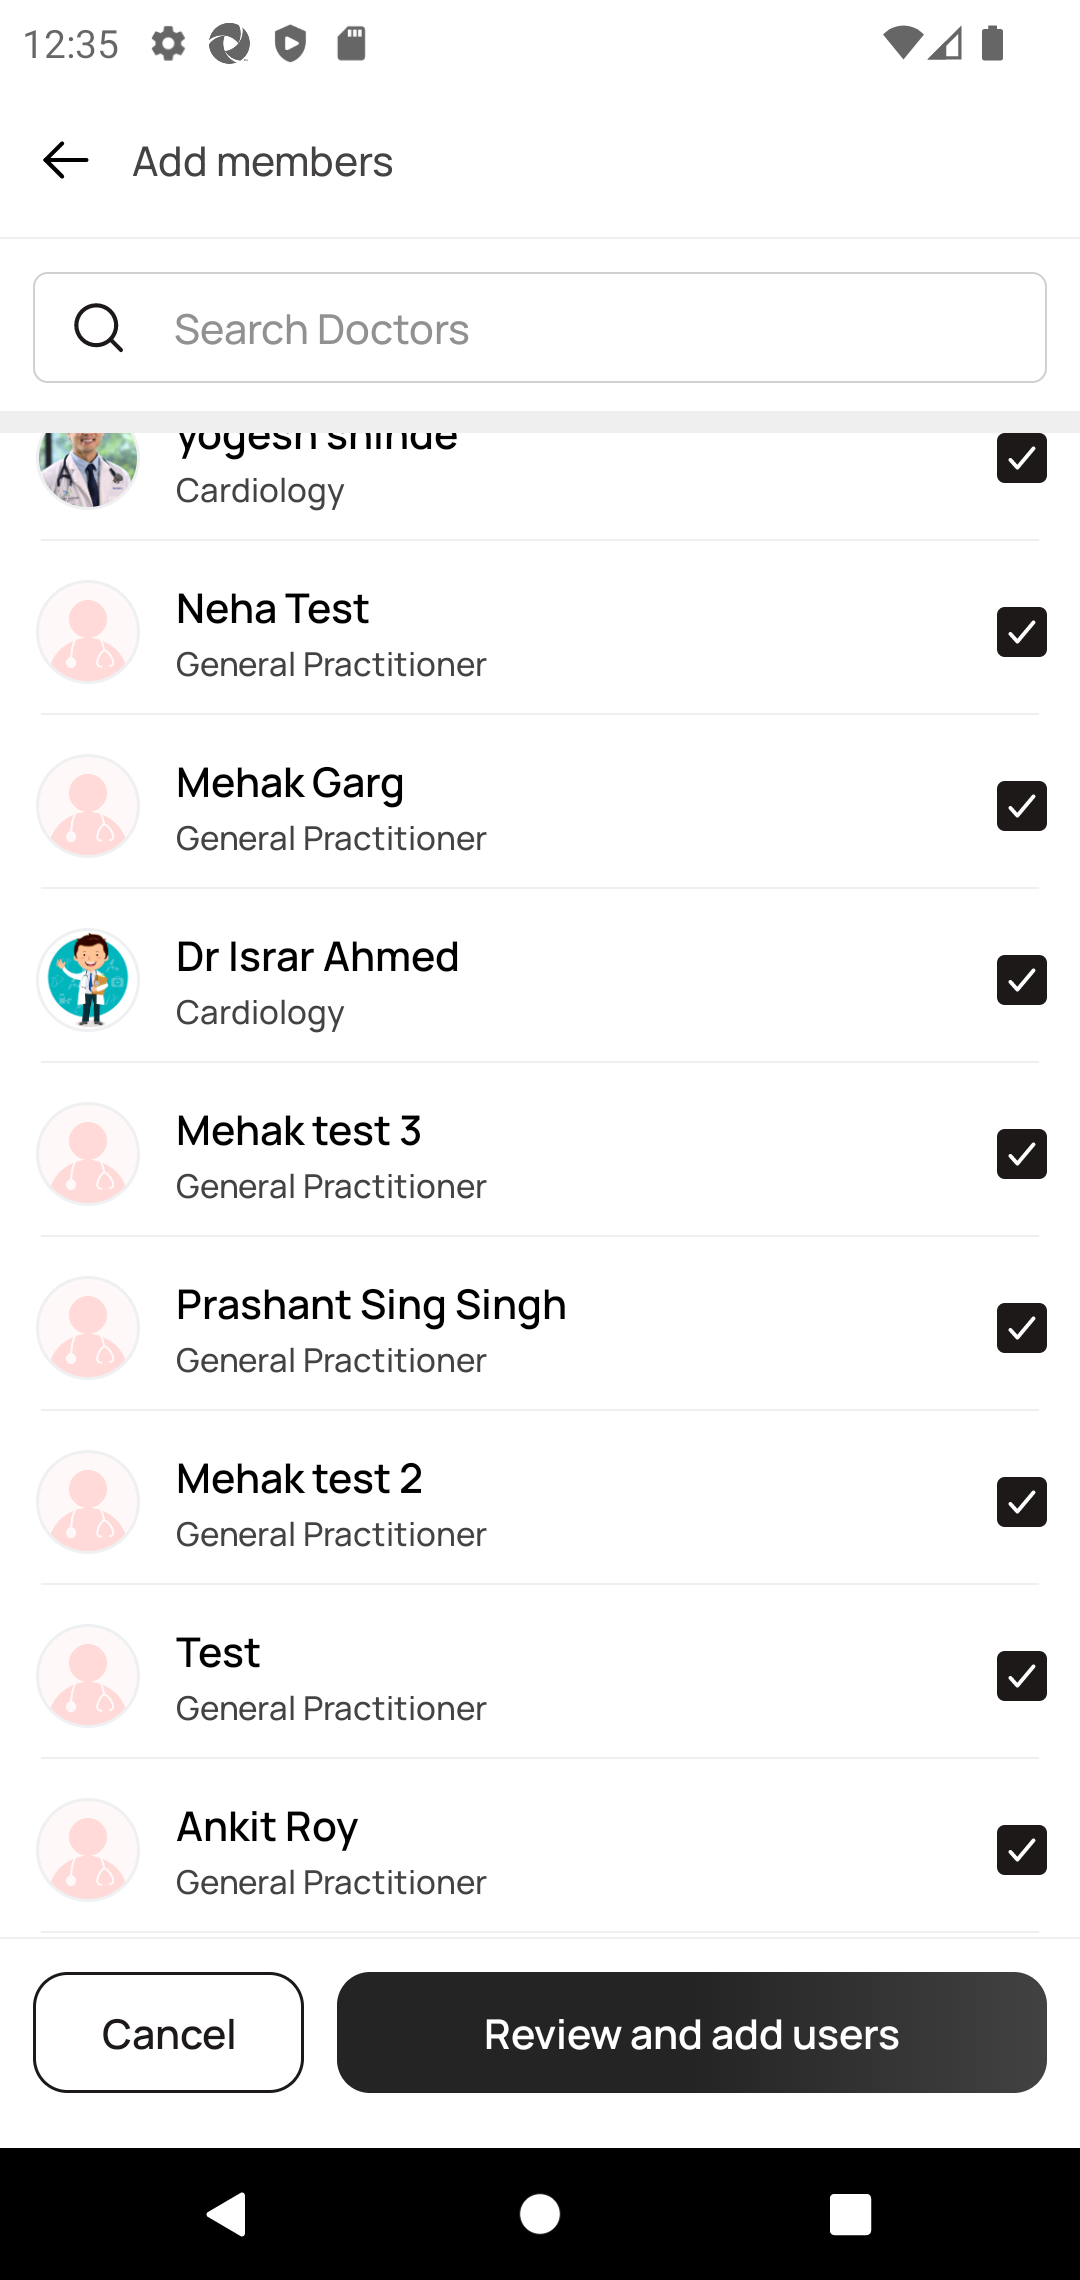 12:35
Add members
Search Doctors
yogesh shinde
Cardiology
Neha Test
General Practitioner
Mehak Garg
General Practitioner
Dr Israr Ahmed
Cardiology
Mehak test 3
General Practitioner
Prashant Sing Singh
General Practitioner
Mehak test 2
General Practitioner
Test
General Practitioner
Ankit Roy
General Practitioner
Cancel
Review and add users